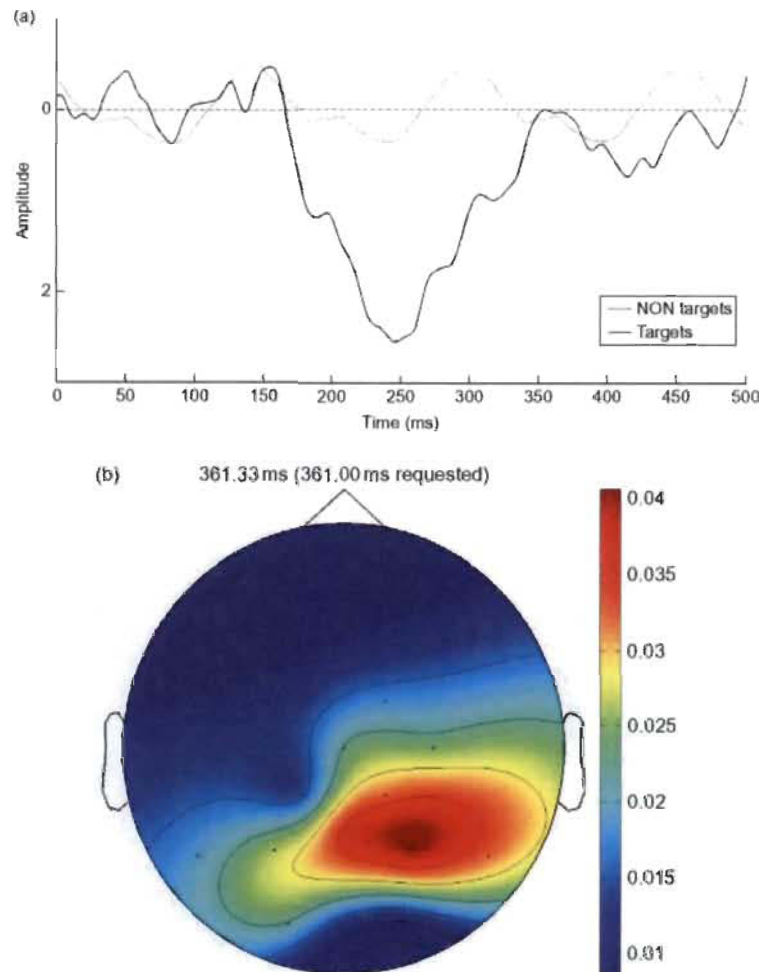 (a)
0
2
Amplitude
NON targets
Targets
0 50 100 150 200 250 300 350 400 450 500
Time (ms)
(b) 361.33 ms (361.00 ms requested)
0.04
0.035
0.03
0.025
0.02
0.015
0.01